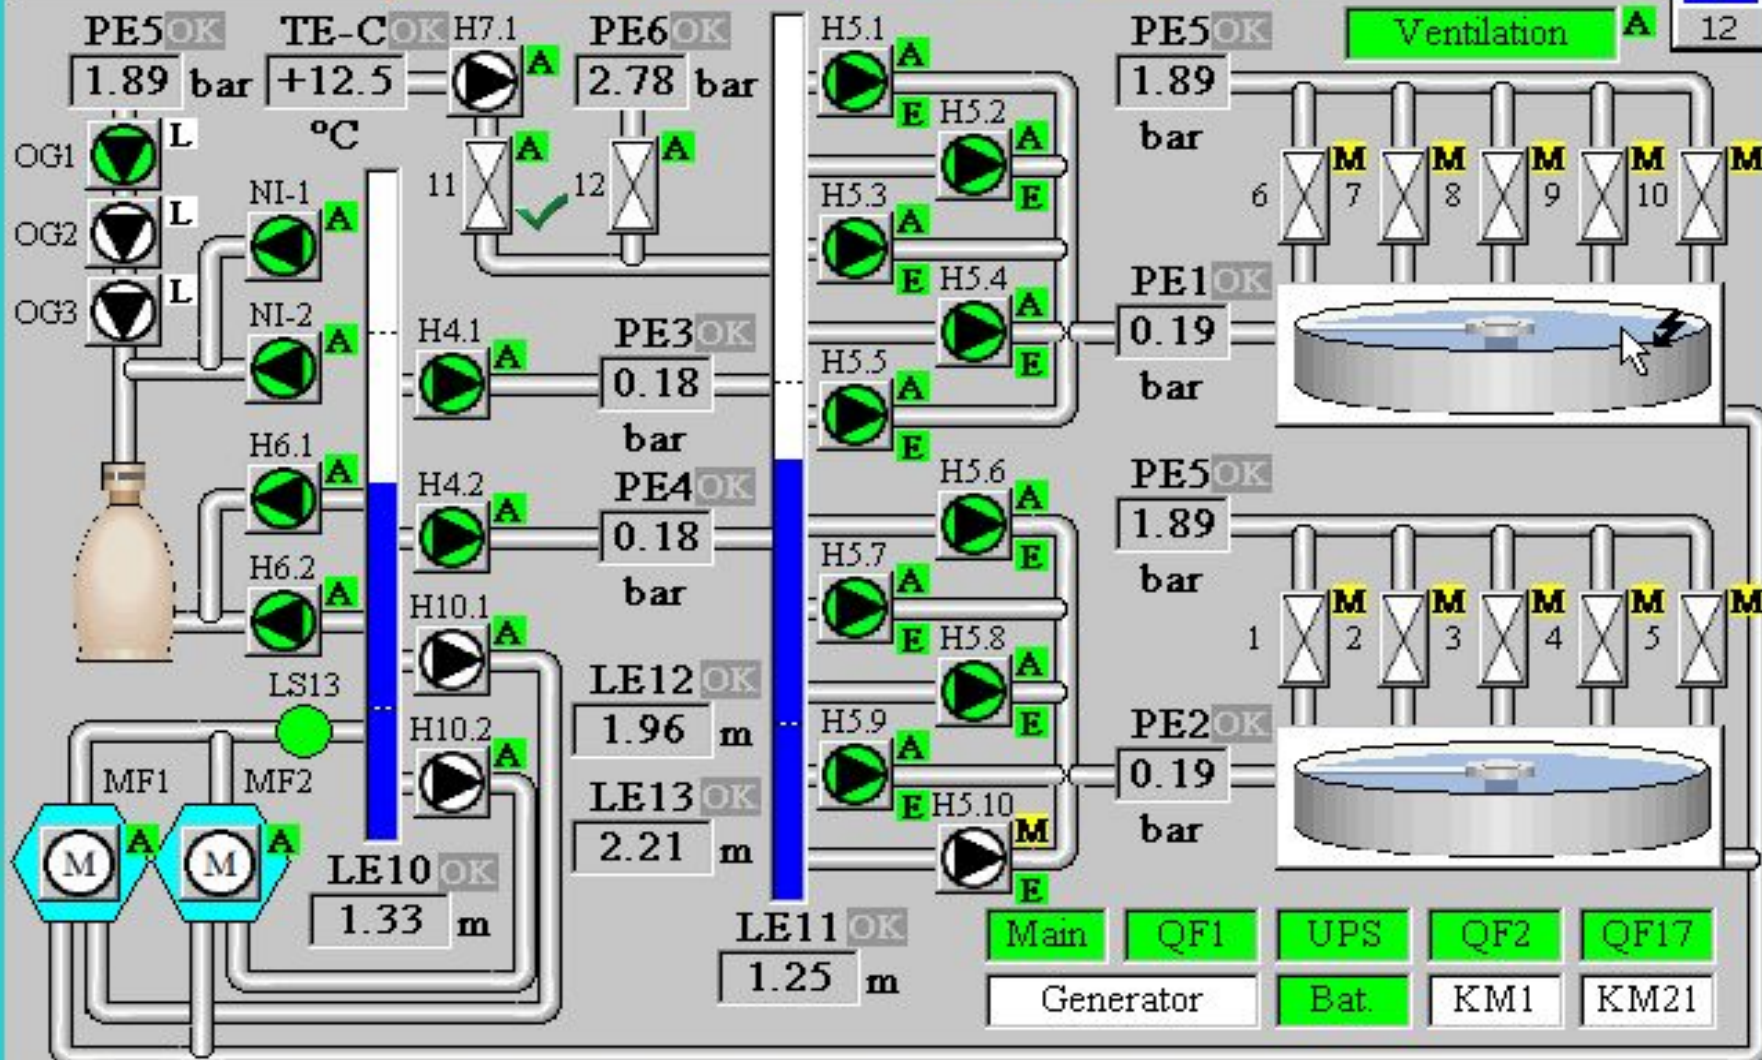 PE5 OK TE-C OK H7.1 PE6 OK H5.1 PE5 OK Ventilation A 12
1.89 bar +12.5 A 2.78 bar A 1.89
°C E H5.2 A bar
OG1 L
11 A 12 A E 6 M 7 M 8 M 9 M 10 M
NI-1 A H5.3 A
OG2 L
E H5.4 A PE1 OK
OG3 L
NI-2 A H4.1 A PE3 OK 0.19
0.18 H5.5 A E bar
bar E
H6.1 A H4.2 A PE4 OK H5.6 A PE5 OK
0.18 1.89
H5.7 A E bar
H6.2 A bar
H10.1 A E H5.8 A 1 M 2 M 3 M 4 M 5 M
LS13 LE12 OK
1.96 m H5.9 A E PE2 OK
H10.2 A 0.19
MF1 MF2 LE13 OK E H5.10 M bar
M A M A 2.21 m
LE10 OK E
1.33 m LE11 OK Main QF1 UPS QF2 QF17
1.25 m Generator Bat. KM1 KM21